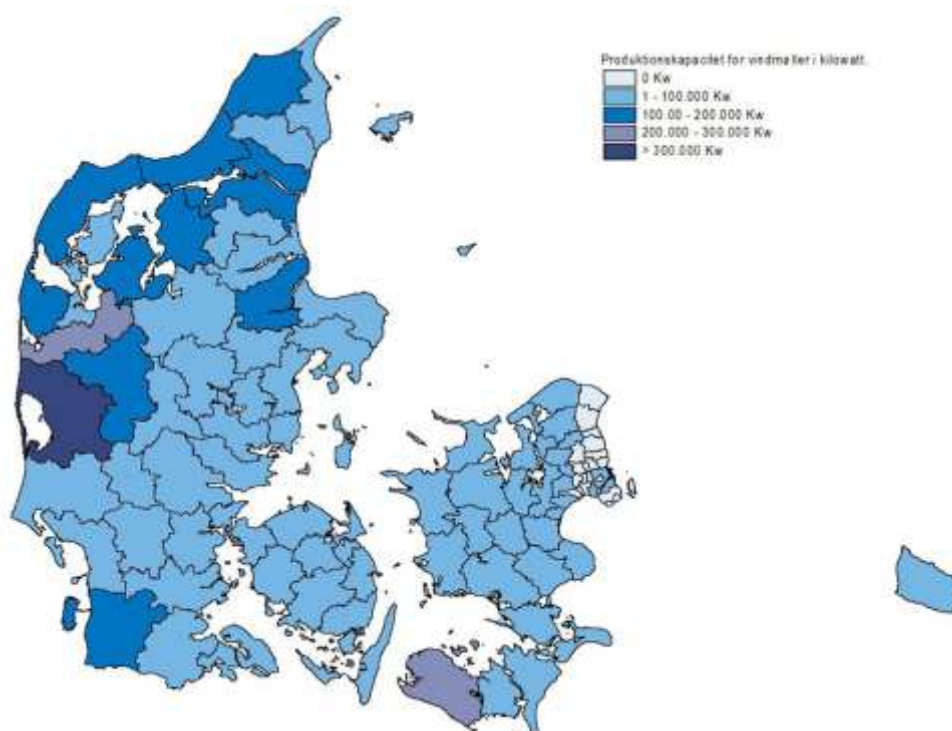 Produktionskapacitet for vindmøller i kilowatt.
0 Kw
1 - 100.000 Kw
100.00 - 200.000 Kw
200.000 - 300.000 Kw
> 300.000 Kw